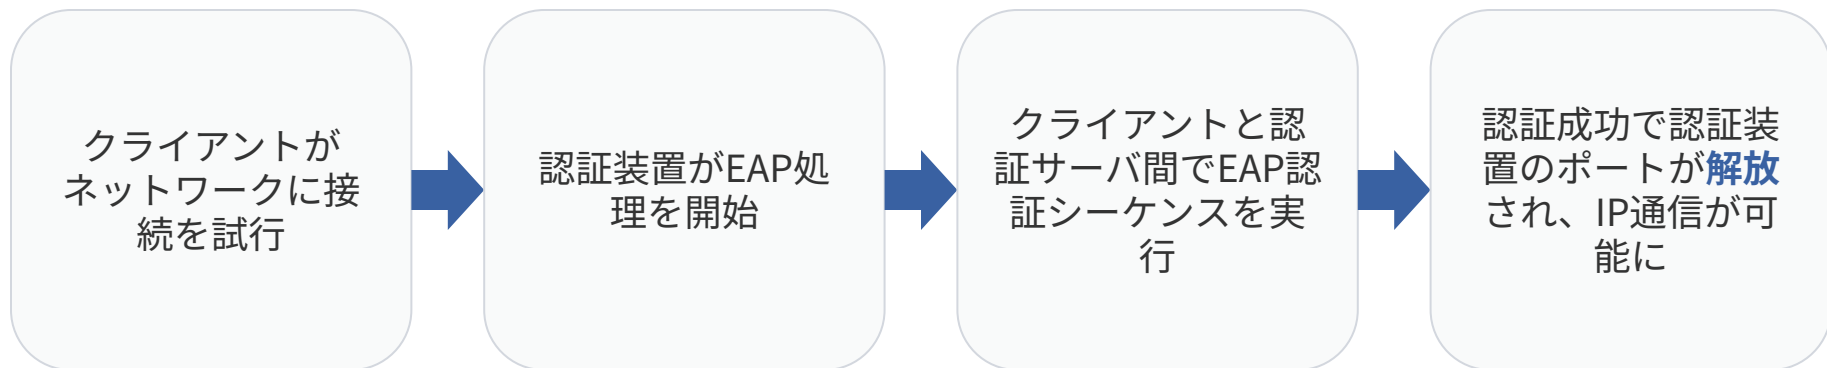 クライアントが
ネットワークに接
続を試行
認証装置がEAP処
理を開始
クライアントと認
証サーバ間でEAP認
証シーケンスを実
行
認証成功で認証装
置のポートが解放
され、IP通信が可
能に